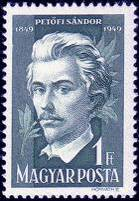 PETŐFI SÁNDOR
1849 1949
1 Ft
MAGYAR POSTA